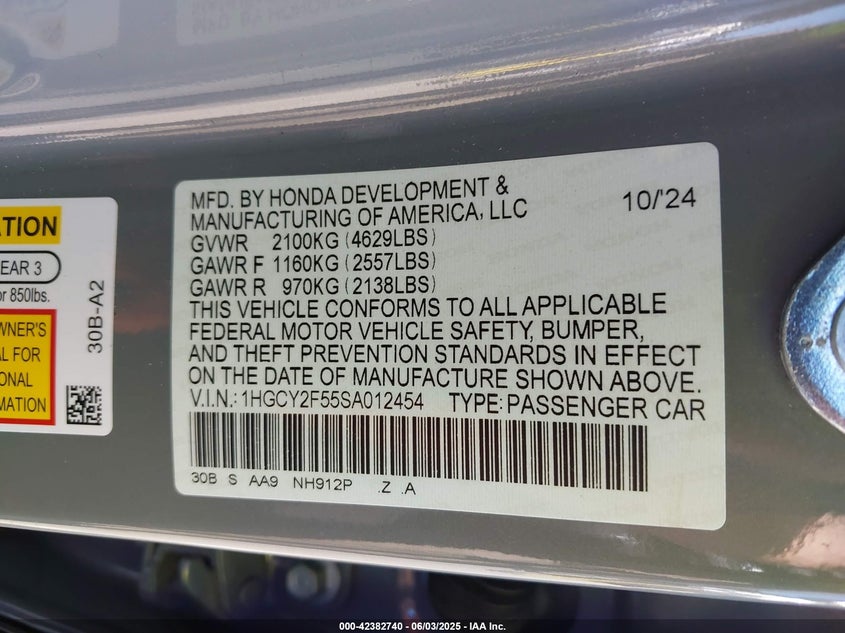 ATION
EAR 3
or 850lbs.
WNER'S
AL FOR
ONAL
MATION
30B-A2
MFD. BY HONDA DEVELOPMENT &
MANUFACTURING OF AMERICA, LLC
10/'24
GVWR 2100KG (4629LBS)
GAWR F 1160KG (2557LBS)
GAWR R 970KG (2138LBS)
THIS VEHICLE CONFORMS TO ALL APPLICABLE
FEDERAL MOTOR VEHICLE SAFETY, BUMPER,
AND THEFT PREVENTION STANDARDS IN EFFECT
ON THE DATE OF MANUFACTURE SHOWN ABOVE.
V.I.N.: 1HGCY2F55SA012454 TYPE: PASSENGER CAR
30B S AA9 NH912P .Z .A
000-42382740 - 06/03/2025 - IAA Inc.